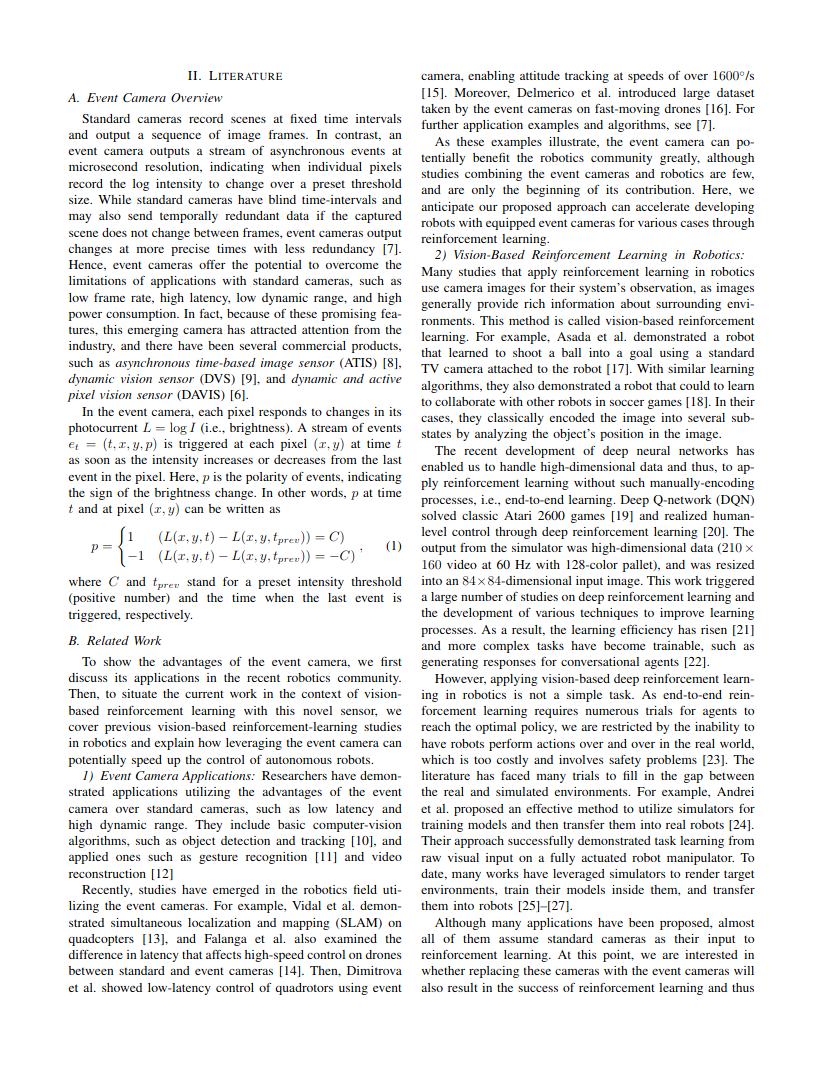 II. LITERATURE
A. Event Camera Overview
Standard cameras record scenes at fixed time intervals
and output a sequence of image frames. In contrast, an
event camera outputs a stream of asynchronous events at
microsecond resolution, indicating when individual pixels
record the log intensity to change over a preset threshold
size. While standard cameras have blind time-intervals and
may also send temporally redundant data if the captured
scene does not change between frames, event cameras output
changes at more precise times with less redundancy [7].
Hence, event cameras offer the potential to overcome the
limitations of applications with standard cameras, such as
low frame rate, high latency, low dynamic range, and high
power consumption. In fact, because of these promising fea-
tures, this emerging camera has attracted attention from the
industry, and there have been several commercial products,
such as asynchronous time-based image sensor (ATIS) [8],
dynamic vision sensor (DVS) [9], and dynamic and active
pixel vision sensor (DAVIS) [6].
In the event camera, each pixel responds to changes in its
photocurrent L = log I (i.e., brightness). A stream of events
e_t = (t, x, y, p) is triggered at each pixel (x, y) at time t
as soon as the intensity increases or decreases from the last
event in the pixel. Here, p is the polarity of events, indicating
the sign of the brightness change. In other words, p at time
t and at pixel (x, y) can be written as
p = { 1 (L(x, y, t) − L(x, y, t_prev)) = C)
−1 (L(x, y, t) − L(x, y, t_prev)) = −C) , (1)
where C and t_prev stand for a preset intensity threshold
(positive number) and the time when the last event is
triggered, respectively.
B. Related Work
To show the advantages of the event camera, we first
discuss its applications in the recent robotics community.
Then, to situate the current work in the context of vision-
based reinforcement learning with this novel sensor, we
cover previous vision-based reinforcement-learning studies
in robotics and explain how leveraging the event camera can
potentially speed up the control of autonomous robots.
1) Event Camera Applications: Researchers have demon-
strated applications utilizing the advantages of the event
camera over standard cameras, such as low latency and
high dynamic range. They include basic computer-vision
algorithms, such as object detection and tracking [10], and
applied ones such as gesture recognition [11] and video
reconstruction [12]
Recently, studies have emerged in the robotics field uti-
lizing the event cameras. For example, Vidal et al. demon-
strated simultaneous localization and mapping (SLAM) on
quadcopters [13], and Falanga et al. also examined the
difference in latency that affects high-speed control on drones
between standard and event cameras [14]. Then, Dimitrova
et al. showed low-latency control of quadrotors using event
camera, enabling attitude tracking at speeds of over 1600°/s
[15]. Moreover, Delmerico et al. introduced large dataset
taken by the event cameras on fast-moving drones [16]. For
further application examples and algorithms, see [7].
As these examples illustrate, the event camera can po-
tentially benefit the robotics community greatly, although
studies combining the event cameras and robotics are few,
and are only the beginning of its contribution. Here, we
anticipate our proposed approach can accelerate developing
robots with equipped event cameras for various cases through
reinforcement learning.
2) Vision-Based Reinforcement Learning in Robotics:
Many studies that apply reinforcement learning in robotics
use camera images for their system's observation, as images
generally provide rich information about surrounding envi-
ronments. This method is called vision-based reinforcement
learning. For example, Asada et al. demonstrated a robot
that learned to shoot a ball into a goal using a standard
TV camera attached to the robot [17]. With similar learning
algorithms, they also demonstrated a robot that could to learn
to collaborate with other robots in soccer games [18]. In their
cases, they classically encoded the image into several sub-
states by analyzing the object's position in the image.
The recent development of deep neural networks has
enabled us to handle high-dimensional data and thus, to ap-
ply reinforcement learning without such manually-encoding
processes, i.e., end-to-end learning. Deep Q-network (DQN)
solved classic Atari 2600 games [19] and realized human-
level control through deep reinforcement learning [20]. The
output from the simulator was high-dimensional data (210 ×
160 video at 60 Hz with 128-color pallet), and was resized
into an 84×84-dimensional input image. This work triggered
a large number of studies on deep reinforcement learning and
the development of various techniques to improve learning
processes. As a result, the learning efficiency has risen [21]
and more complex tasks have become trainable, such as
generating responses for conversational agents [22].
However, applying vision-based deep reinforcement learn-
ing in robotics is not a simple task. As end-to-end rein-
forcement learning requires numerous trials for agents to
reach the optimal policy, we are restricted by the inability to
have robots perform actions over and over in the real world,
which is too costly and involves safety problems [23]. The
literature has faced many trials to fill in the gap between
the real and simulated environments. For example, Andrei
et al. proposed an effective method to utilize simulators for
training models and then transfer them into real robots [24].
Their approach successfully demonstrated task learning from
raw visual input on a fully actuated robot manipulator. To
date, many works have leveraged simulators to render target
environments, train their models inside them, and transfer
them into robots [25]–[27].
Although many applications have been proposed, almost
all of them assume standard cameras as their input to
reinforcement learning. At this point, we are interested in
whether replacing these cameras with the event cameras will
also result in the success of reinforcement learning and thus